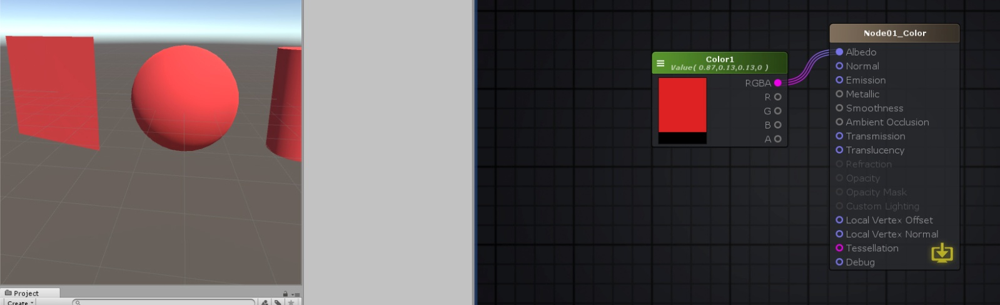 Project
Create
Color1
Value( 0.87,0.13,0.13,0 )
RGBA
R
G
B
A
Node01_Color
Albedo
Normal
Emission
Metallic
Smoothness
Ambient Occlusion
Transmission
Translucency
Refraction
Opacity
Opacity Mask
Custom Lighting
Local Vertex Offset
Local Vertex Normal
Tessellation
Debug